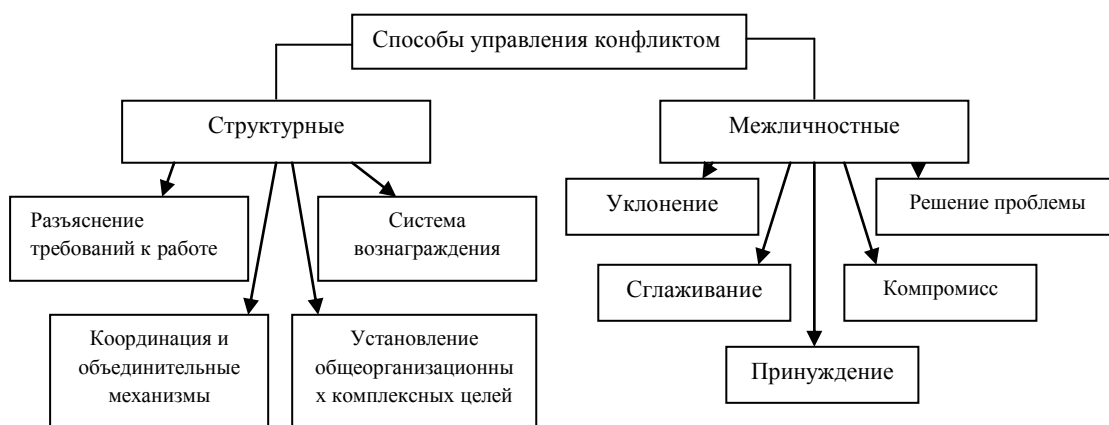 Способы управления конфликтом
Структурные
Межличностные
Разъяснение
требований к работе
Система
вознаграждения
Координация и
объединительные
механизмы
Установление
общеорганизационны
х комплексных целей
Уклонение
Решение проблемы
Сглаживание
Компромисс
Принуждение